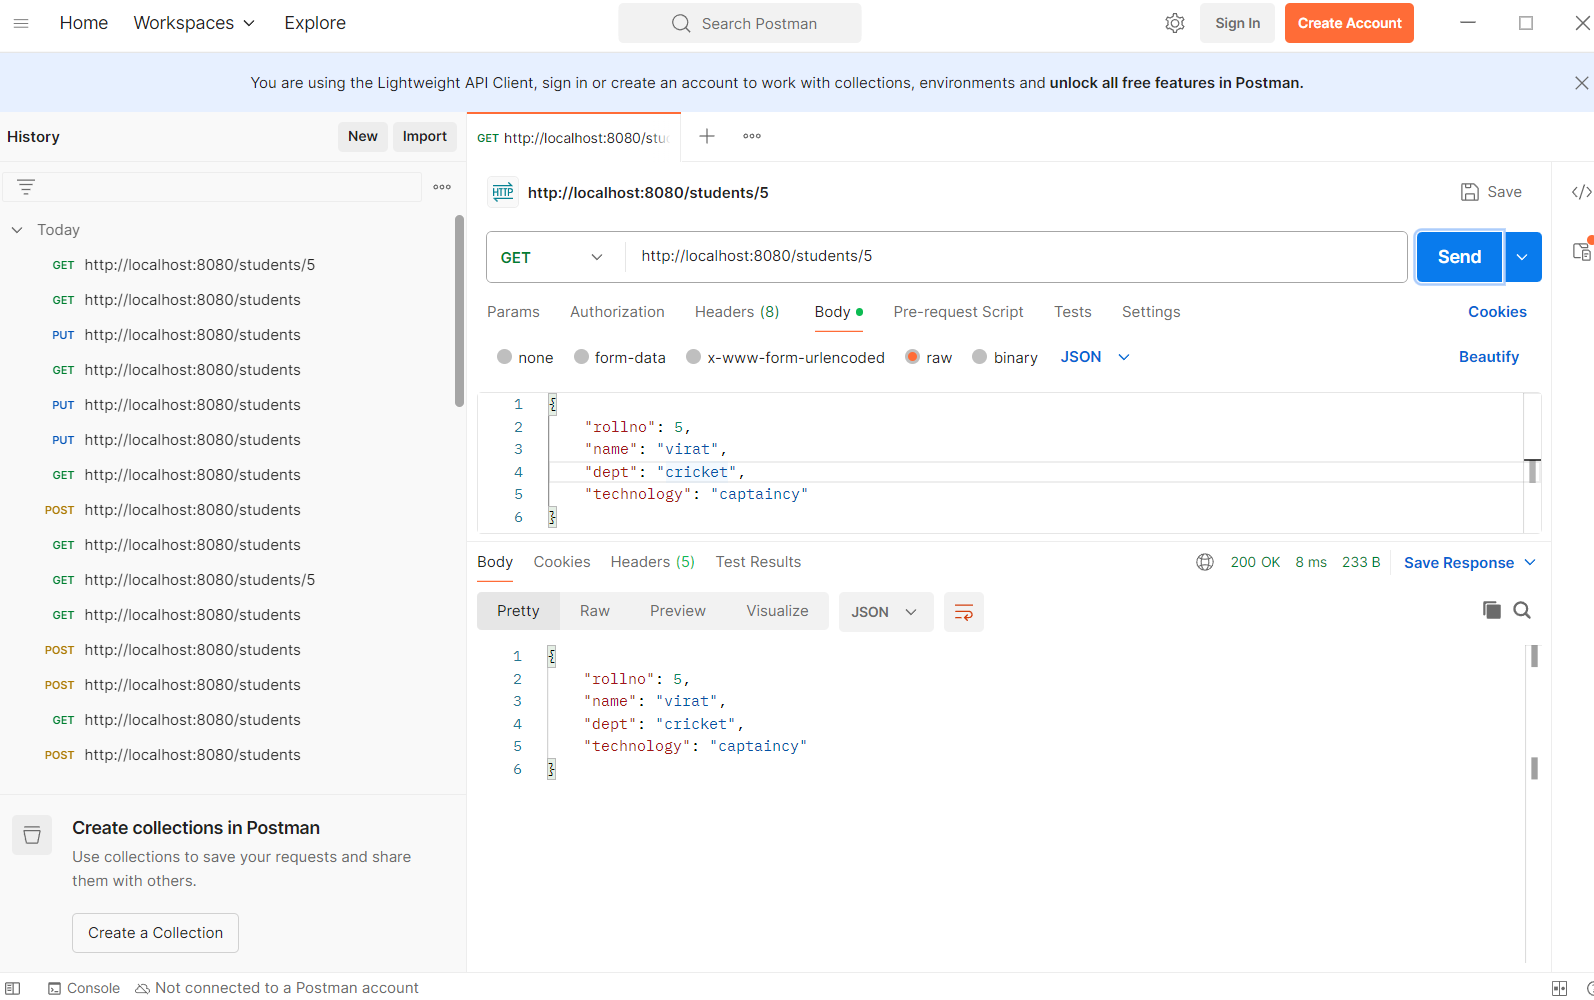 Home Workspaces Explore Search Postman Sign In Create Account
You are using the Lightweight API Client, sign in or create an account to work with collections, environments and unlock all free features in Postman.
History New Import
Today
GET http://localhost:8080/students/5
GET http://localhost:8080/students
PUT http://localhost:8080/students
GET http://localhost:8080/students
PUT http://localhost:8080/students
PUT http://localhost:8080/students
GET http://localhost:8080/students
POST http://localhost:8080/students
GET http://localhost:8080/students
GET http://localhost:8080/students/5
GET http://localhost:8080/students
POST http://localhost:8080/students
POST http://localhost:8080/students
GET http://localhost:8080/students
POST http://localhost:8080/students
Create collections in Postman
Use collections to save your requests and share
them with others.
Create a Collection
GET http://localhost:8080/stu
HTTP http://localhost:8080/students/5 Save
GET http://localhost:8080/students/5 Send
Params Authorization Headers (8) Body Pre-request Script Tests Settings Cookies
none form-data x-www-form-urlencoded raw binary JSON Beautify
1 {
2 "rollno": 5,
3 "name": "virat",
4 "dept": "cricket",
5 "technology": "captaincy"
6 }
Body Cookies Headers (5) Test Results 200 OK 8 ms 233 B Save Response
Pretty Raw Preview Visualize JSON
1 {
2 "rollno": 5,
3 "name": "virat",
4 "dept": "cricket",
5 "technology": "captaincy"
6 }
Console Not connected to a Postman account